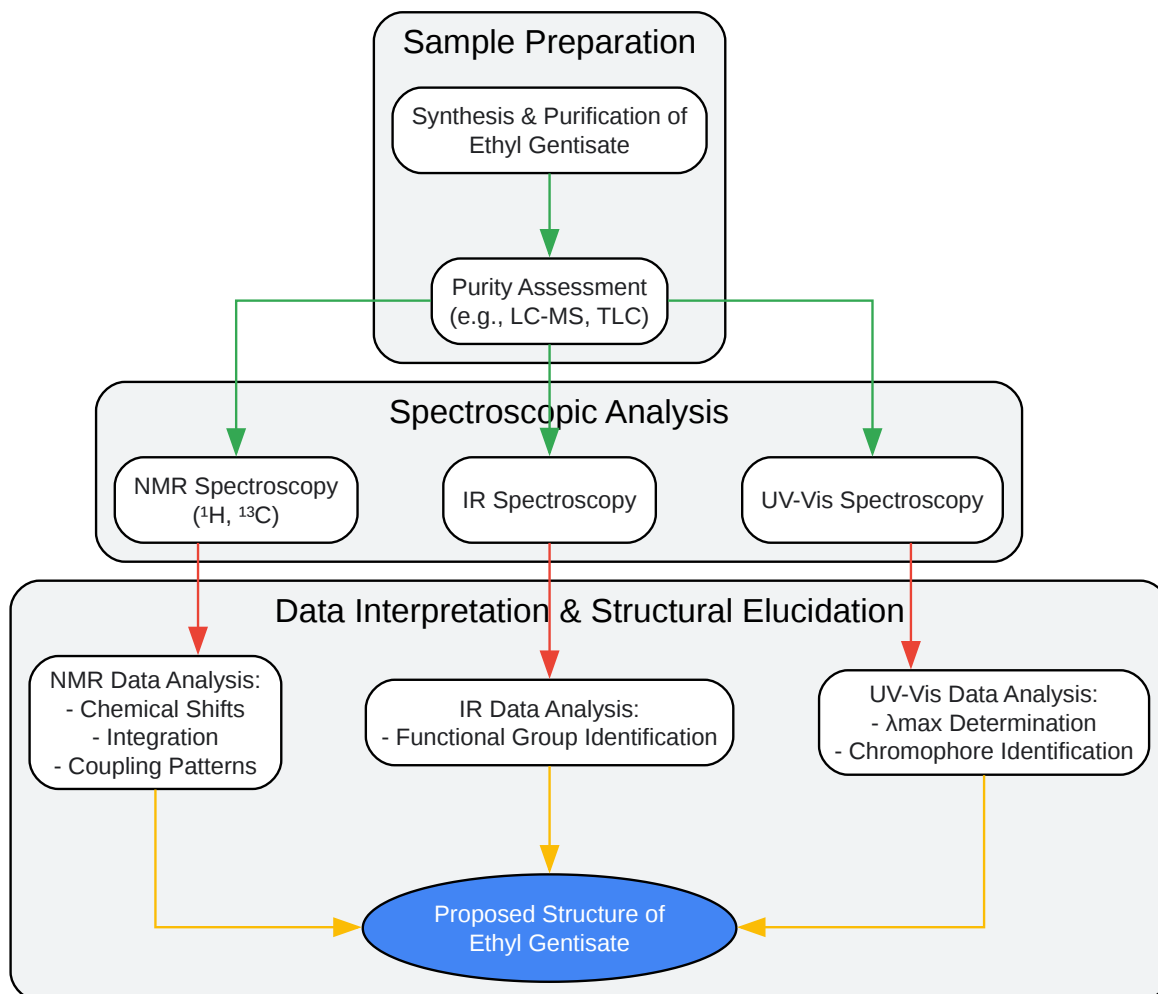 Sample Preparation
Synthesis & Purification of
Ethyl Gentisate
Purity Assessment
(e.g., LC-MS, TLC)
Spectroscopic Analysis
NMR Spectroscopy
(¹H, ¹³C)
IR Spectroscopy
UV-Vis Spectroscopy
Data Interpretation & Structural Elucidation
NMR Data Analysis:
- Chemical Shifts
- Integration
- Coupling Patterns
IR Data Analysis:
- Functional Group Identification
UV-Vis Data Analysis:
- λmax Determination
- Chromophore Identification
Proposed Structure of
Ethyl Gentisate